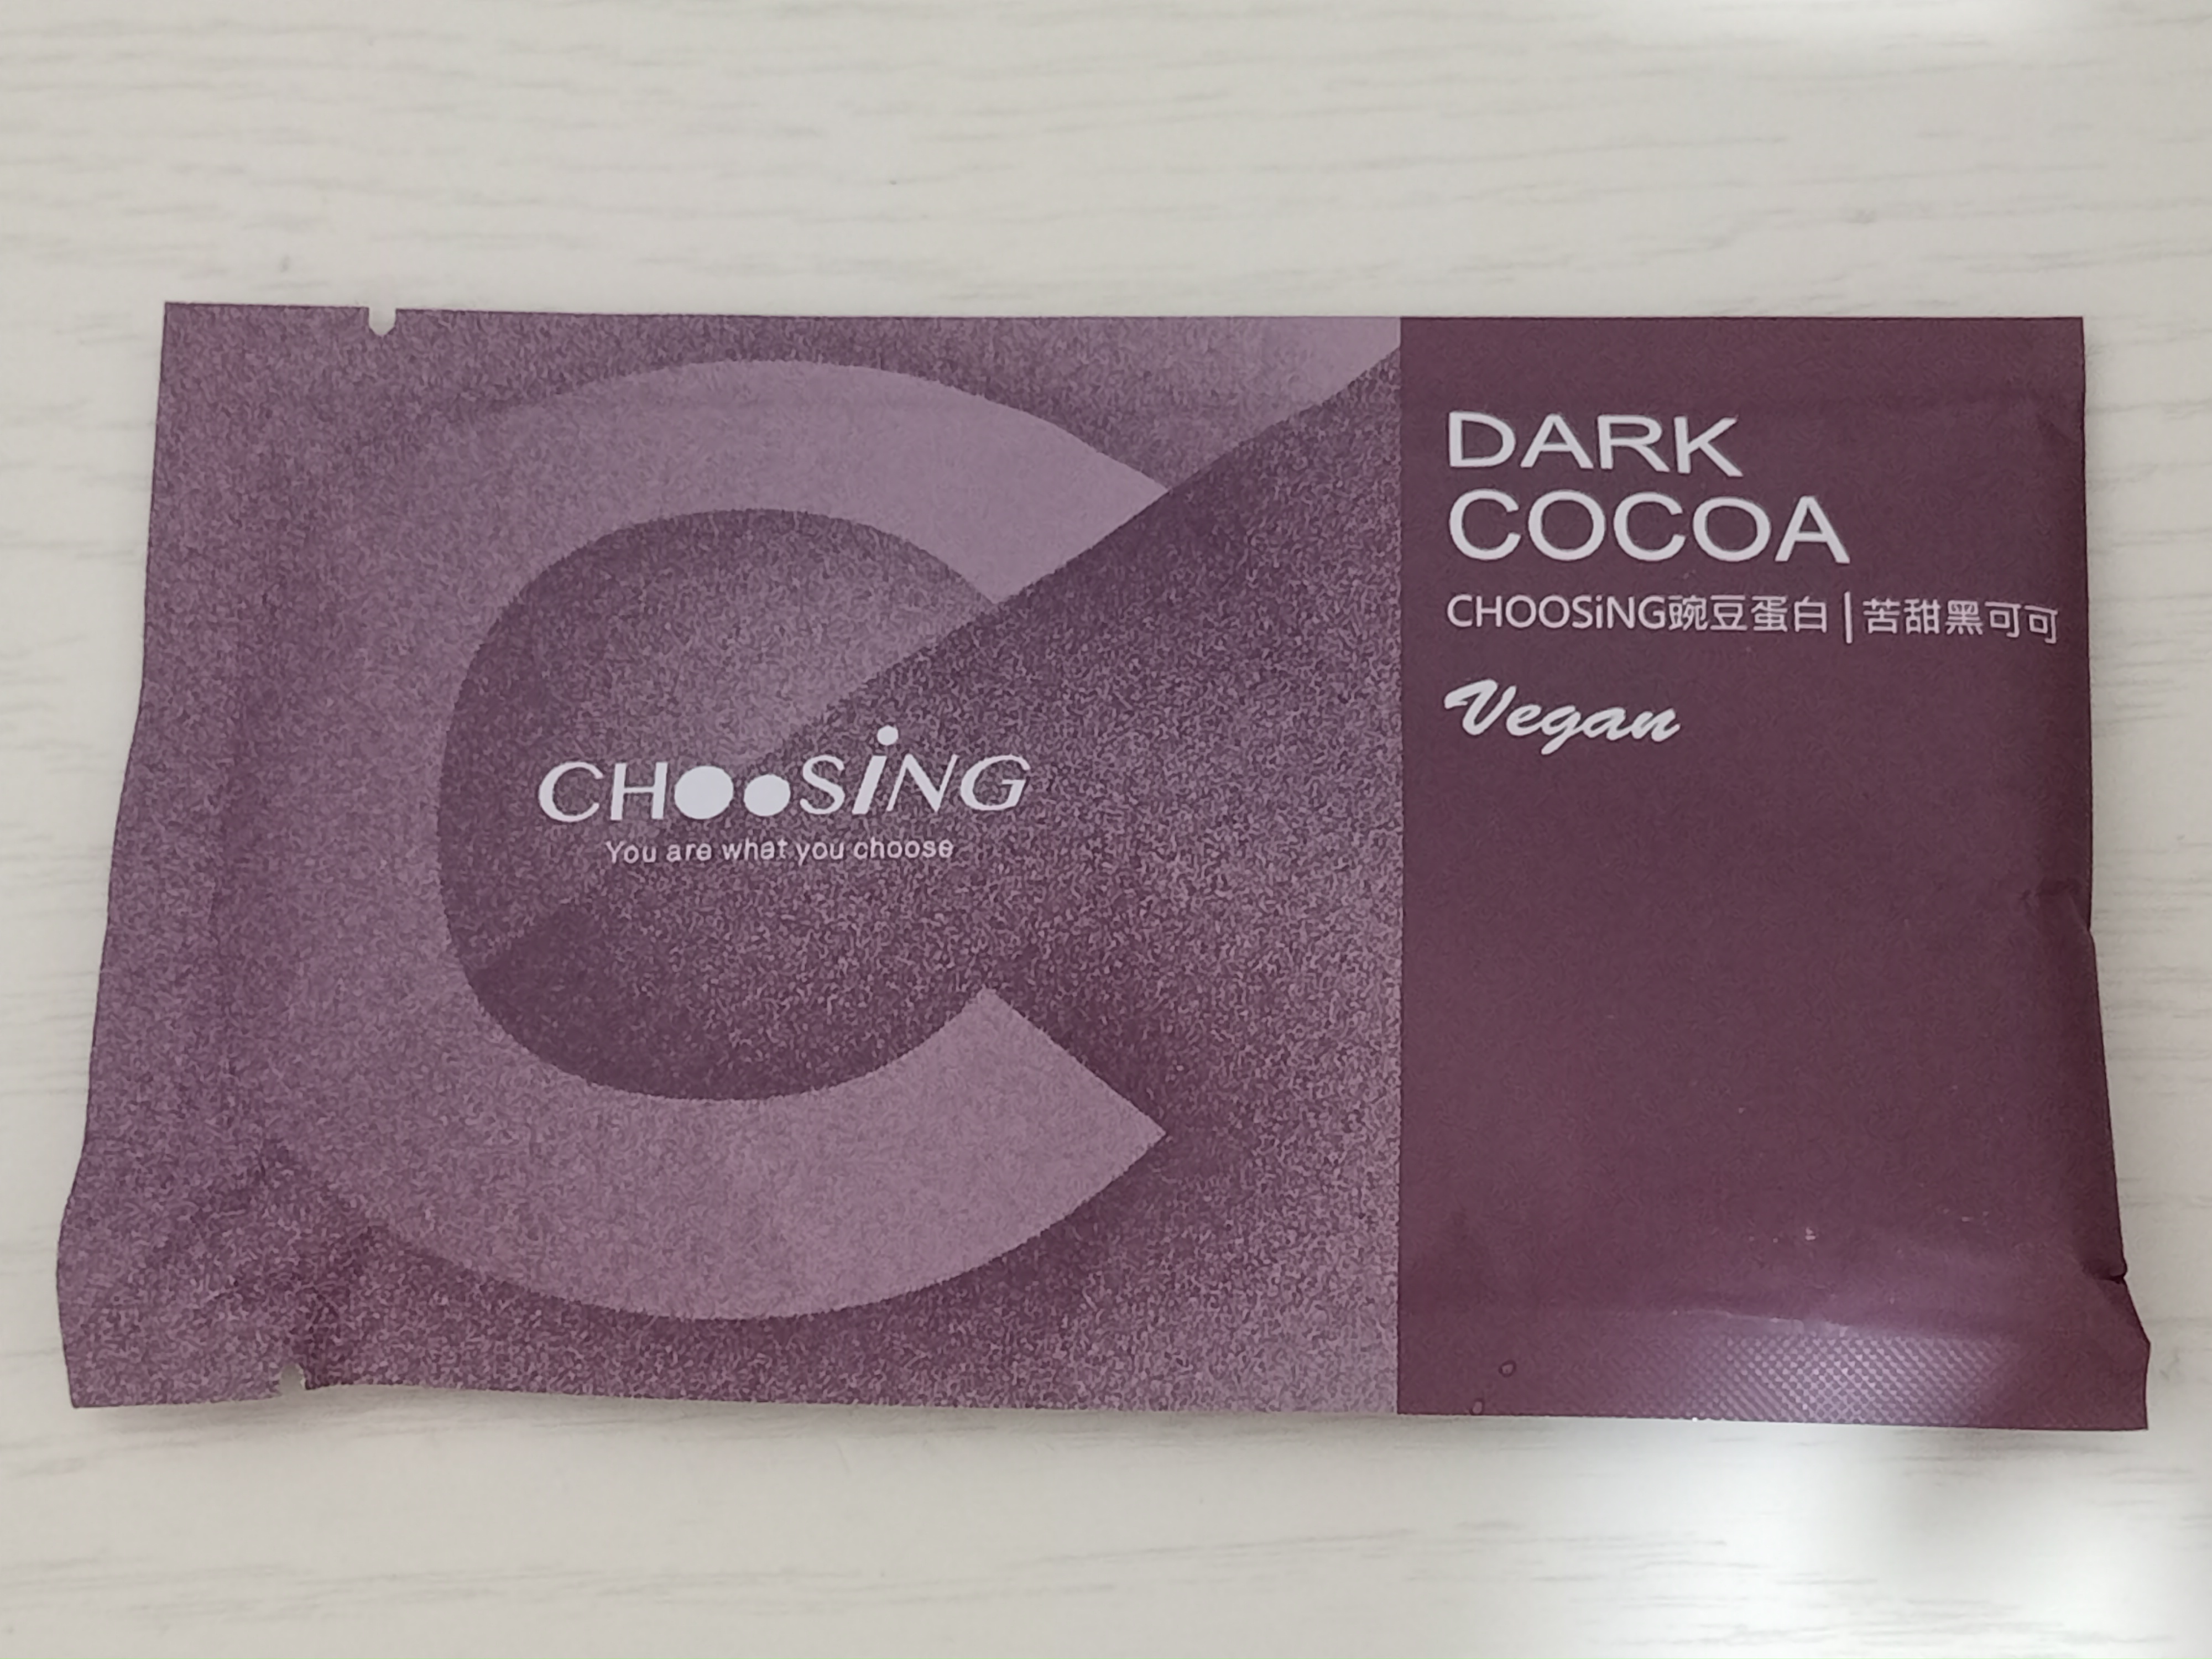 CHOOSiNG
You are what you choose
DARK
COCOA
CHOOSiNG豌豆蛋白|苦甜黑可可
Vegan